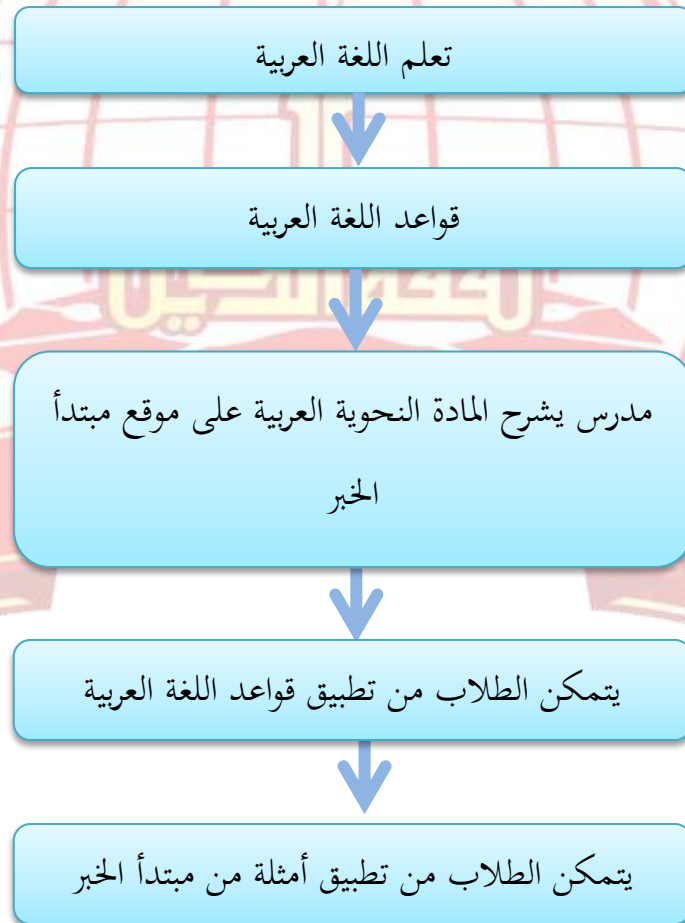 تعلم اللغة العربية
قواعد اللغة العربية
مدرس يشرح المادة النحوية العربية على موقع مبتدأ
الخبر
يتمكن الطلاب من تطبيق قواعد اللغة العربية
يتمكن الطلاب من تطبيق أمثلة من مبتدأ الخبر